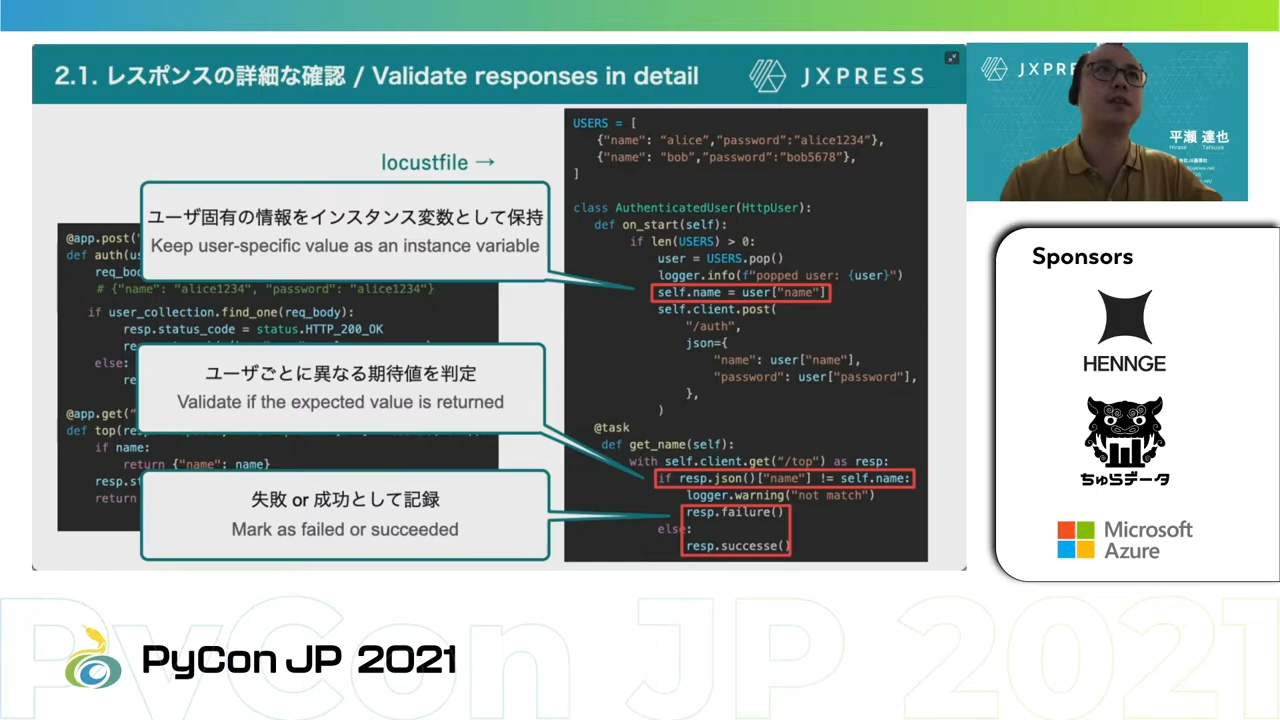 2.1. レスポンスの詳細な確認 / Validate responses in detail
JXPRESS
locustfile →
ユーザ固有の情報をインスタンス変数として保持
Keep user-specific value as an instance variable
@app.post("
def auth(us
req_bod
# {"name": "alice1234", "password": "alice1234"}
if user_collection.find_one(req_body):
resp.status_code = status.HTTP_200_OK
else:
re
ユーザごとに異なる期待値を判定
Validate if the expected value is returned
@app.get("
def top(res
if name:
return {"name": name}
resp.st
return
失敗 or 成功として記録
Mark as failed or succeeded
USERS = [
{"name": "alice","password":"alice1234"},
{"name": "bob","password":"bob5678"},
]
class AuthenticatedUser(HttpUser):
def on_start(self):
if len(USERS) > 0:
user = USERS.pop()
logger.info(f"popped user: {user}")
self.name = user["name"]
self.client.post(
"/auth",
json={
"name": user["name"],
"password": user["password"],
},
)
@task
def get_name(self):
with self.client.get("/top") as resp:
if resp.json()["name"] != self.name:
logger.warning("not match")
resp.failure()
else:
resp.successe()
JXPRE
平瀬 達也
Hirase Tatsuya
Sponsors
HENNGE
ちゅらデータ
Microsoft
Azure
PyCon JP 2021
PyCon JP 2021